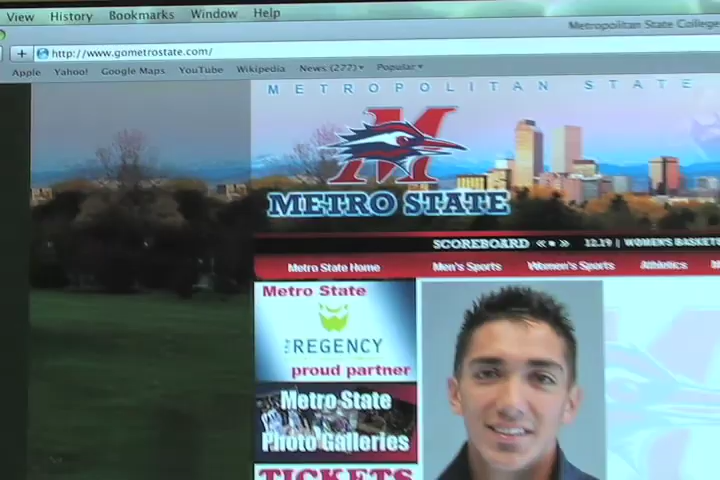 View History Bookmarks Window Help
Metropolitan State College
http://www.gometrostate.com/
Apple Yahoo! Google Maps YouTube Wikipedia News (277) Popular
METROPOLITAN STATE
M
METRO STATE
SCOREBOARD 12.19 | WOMENS BASKET
Metro State Home Men's Sports Women's Sports Athletics
Metro State
THE REGENCY
proud partner
Metro State
Photo Galleries
TICKETS